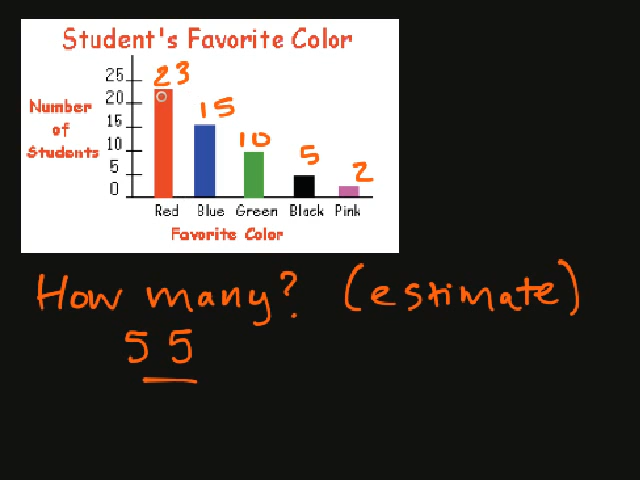 Student's Favorite Color
25
20
15
10
5
0
Number
of
Students
23
15
10
5
2
Red Blue Green Black Pink
Favorite Color
How many? (estimate)
55